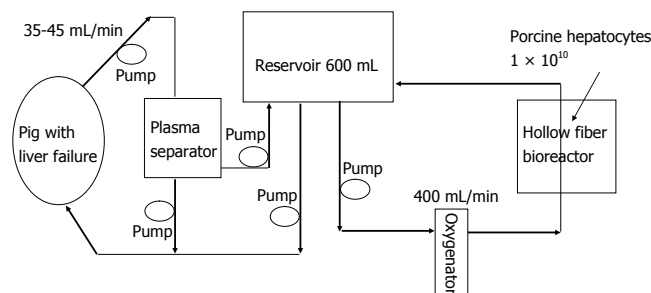 35-45 mL/min
Pump
Pig with
liver failure
Plasma
separator
Pump
Pump
Reservoir 600 mL
Pump
Pump
400 mL/min
Oxygenator
Porcine hepatocytes
1 × 10¹⁰
Hollow fiber
bioreactor